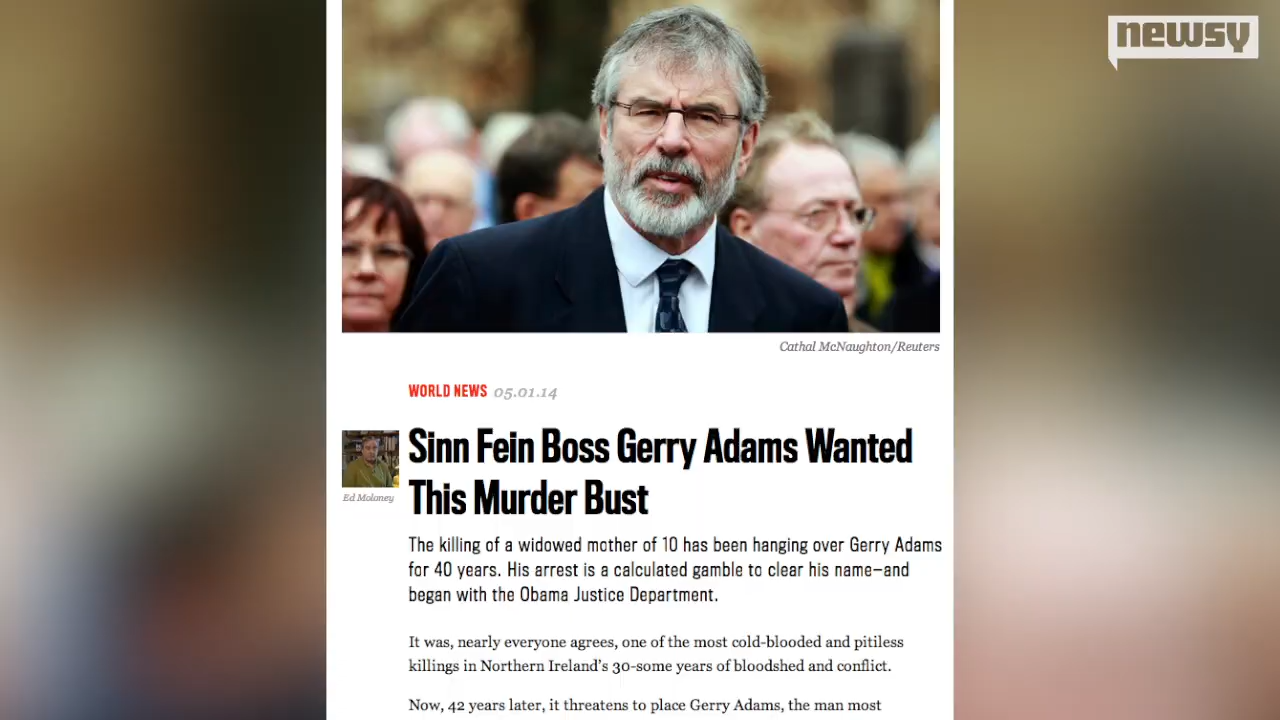 newsy
Cathal McNaughton/Reuters
WORLD NEWS 05.01.14
Sinn Fein Boss Gerry Adams Wanted
This Murder Bust
Ed Moloney
The killing of a widowed mother of 10 has been hanging over Gerry Adams
for 40 years. His arrest is a calculated gamble to clear his name—and
began with the Obama Justice Department.
It was, nearly everyone agrees, one of the most cold-blooded and pitiless
killings in Northern Ireland's 30-some years of bloodshed and conflict.
Now, 42 years later, it threatens to place Gerry Adams, the man most